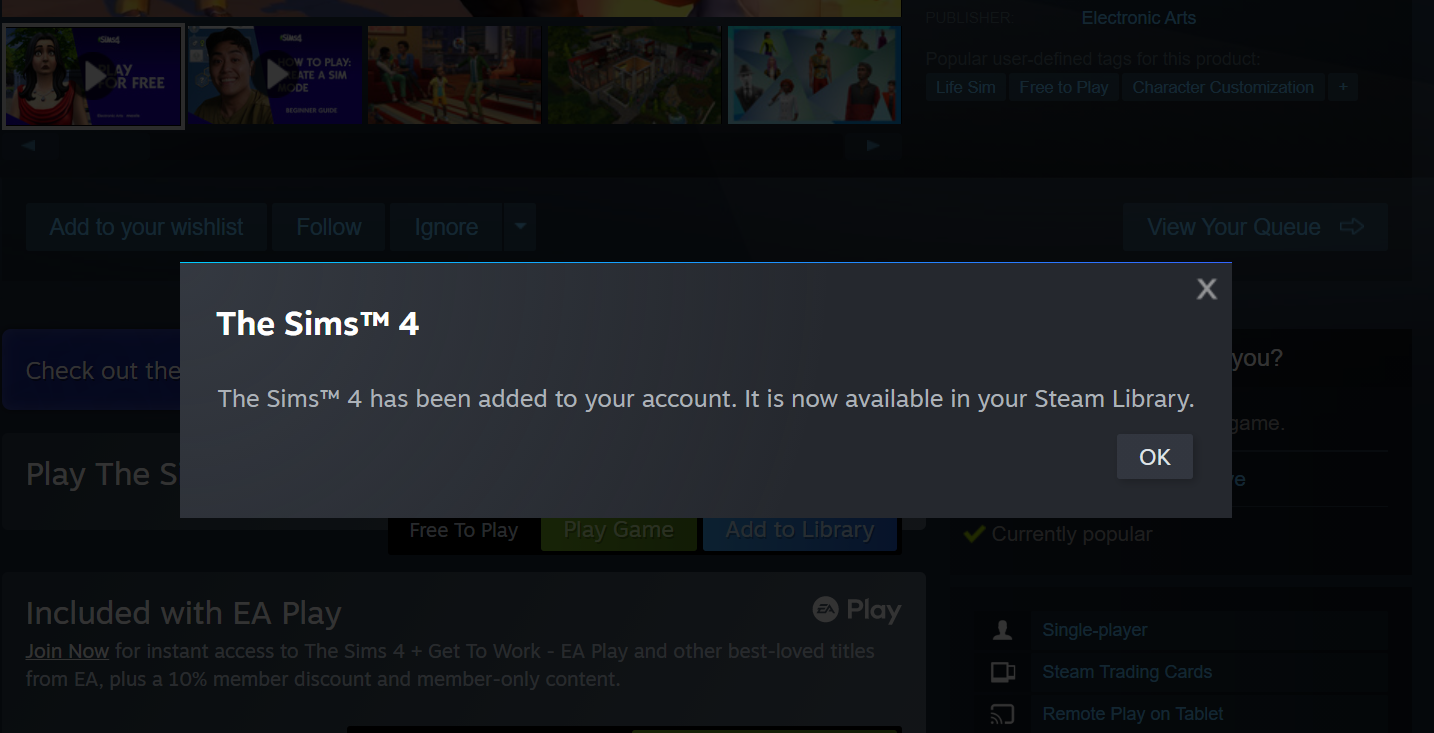 PUBLISHER:
Electronic Arts
Popular user-defined tags for this product:
Life Sim
Free to Play
Character Customization
+
PLAY
FOR FREE
HOW TO PLAY:
CREATE A SIM
MODE
BEGINNER GUIDE
Add to your wishlist
Follow
Ignore
View Your Queue
X
The Sims™ 4
The Sims™ 4 has been added to your account. It is now available in your Steam Library.
OK
Check out the
you?
game.
Play The S
Free To Play
Play Game
Add to Library
Currently popular
Included with EA Play
EA Play
Join Now for instant access to The Sims 4 + Get To Work - EA Play and other best-loved titles
from EA, plus a 10% member discount and member-only content.
Single-player
Steam Trading Cards
Remote Play on Tablet